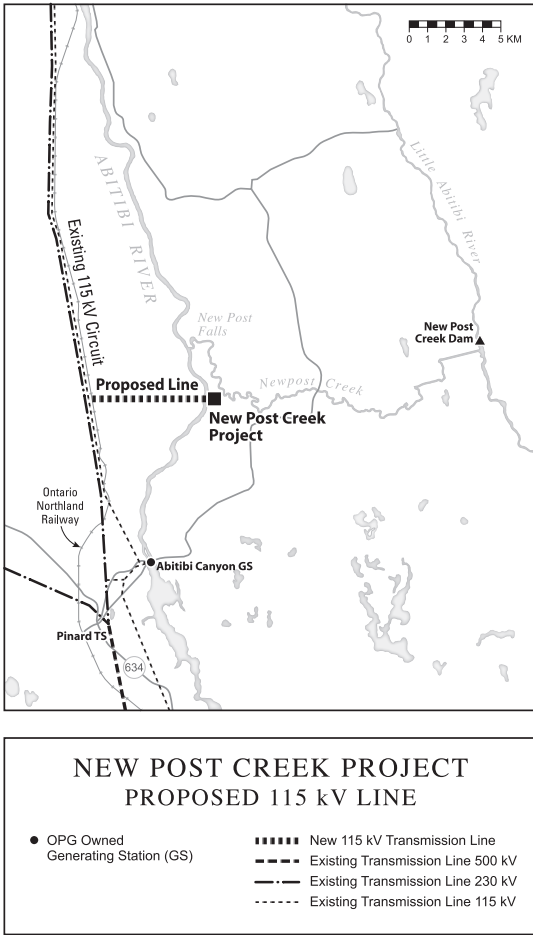 0 1 2 3 4 5 KM
ABITIBI RIVER
Little Abitibi River
Existing 115 kV Circuit
New Post
Falls
New Post
Creek Dam
Proposed Line
Newpost Creek
New Post Creek
Project
Ontario
Northland
Railway
Abitibi Canyon GS
Pinard TS
634
NEW POST CREEK PROJECT
PROPOSED 115 kV LINE
OPG Owned
Generating Station (GS)
New 115 kV Transmission Line
Existing Transmission Line 500 kV
Existing Transmission Line 230 kV
Existing Transmission Line 115 kV